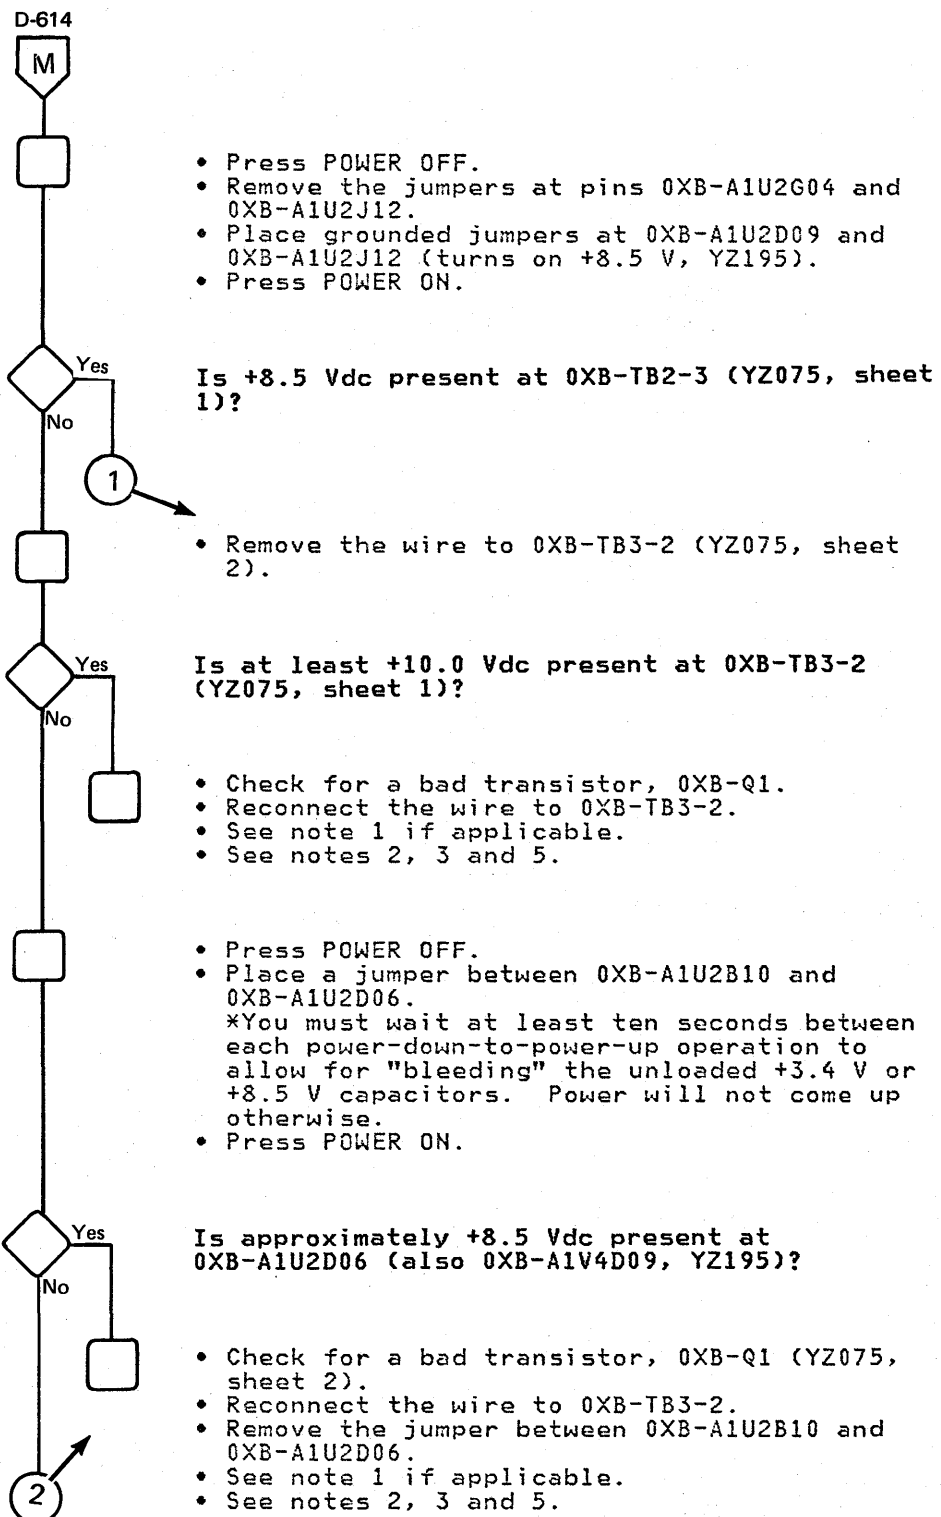 D-614
M
• Press POWER OFF.
• Remove the jumpers at pins 0XB-A1U2G04 and
0XB-A1U2J12.
• Place grounded jumpers at 0XB-A1U2D09 and
0XB-A1U2J12 (turns on +8.5 V, YZ195).
• Press POWER ON.
Yes
Is +8.5 Vdc present at 0XB-TB2-3 (YZ075, sheet
1)?
No
1
• Remove the wire to 0XB-TB3-2 (YZ075, sheet
2).
Yes
Is at least +10.0 Vdc present at 0XB-TB3-2
(YZ075, sheet 1)?
No
• Check for a bad transistor, 0XB-Q1.
• Reconnect the wire to 0XB-TB3-2.
• See note 1 if applicable.
• See notes 2, 3 and 5.
• Press POWER OFF.
• Place a jumper between 0XB-A1U2B10 and
0XB-A1U2D06.
*You must wait at least ten seconds between
each power-down-to-power-up operation to
allow for "bleeding" the unloaded +3.4 V or
+8.5 V capacitors.  Power will not come up
otherwise.
• Press POWER ON.
Yes
Is approximately +8.5 Vdc present at
0XB-A1U2D06 (also 0XB-A1V4D09, YZ195)?
No
• Check for a bad transistor, 0XB-Q1 (YZ075,
sheet 2).
• Reconnect the wire to 0XB-TB3-2.
• Remove the jumper between 0XB-A1U2B10 and
0XB-A1U2D06.
• See note 1 if applicable.
• See notes 2, 3 and 5.
2